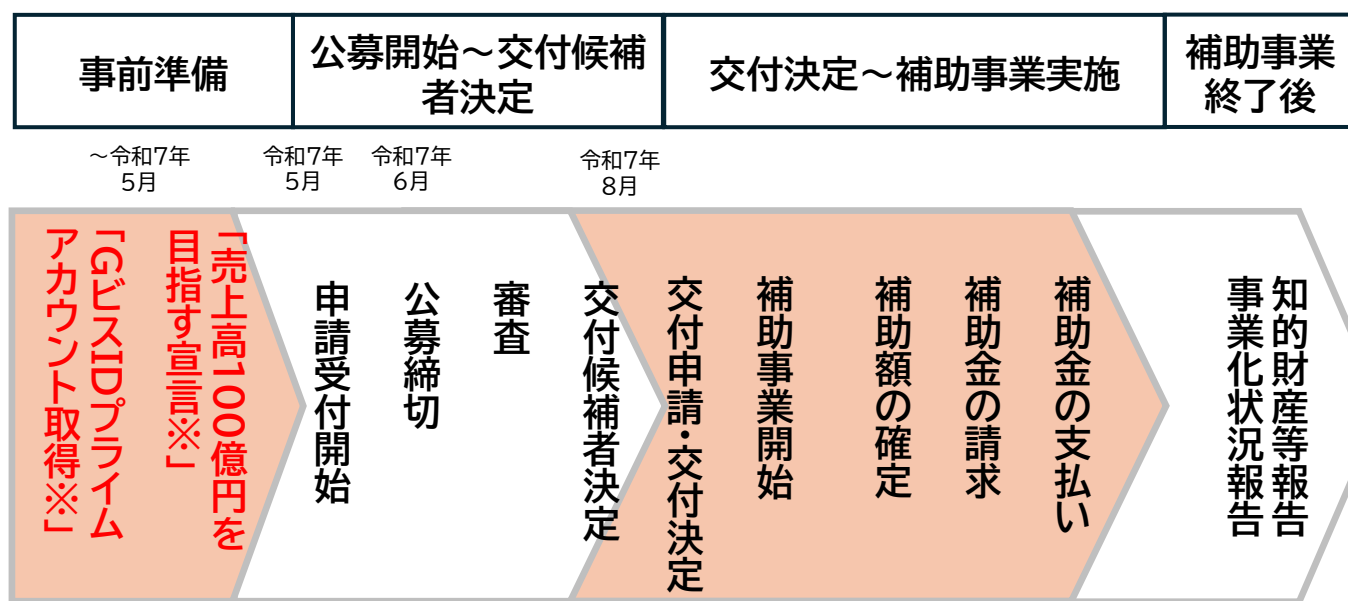 事前準備
公募開始～交付候補
者決定
交付決定～補助事業実施
補助事業
終了後
～令和7年
5月
令和7年
5月
令和7年
6月
令和7年
8月
「売上高100億円を
目指す宣言※」
「GビズIDプライム
アカウント取得※」
申請受付開始
公募締切
審査
交付候補者決定
交付申請・交付決定
補助事業開始
補助額の確定
補助金の請求
補助金の支払い
知的財産等報告
事業化状況報告